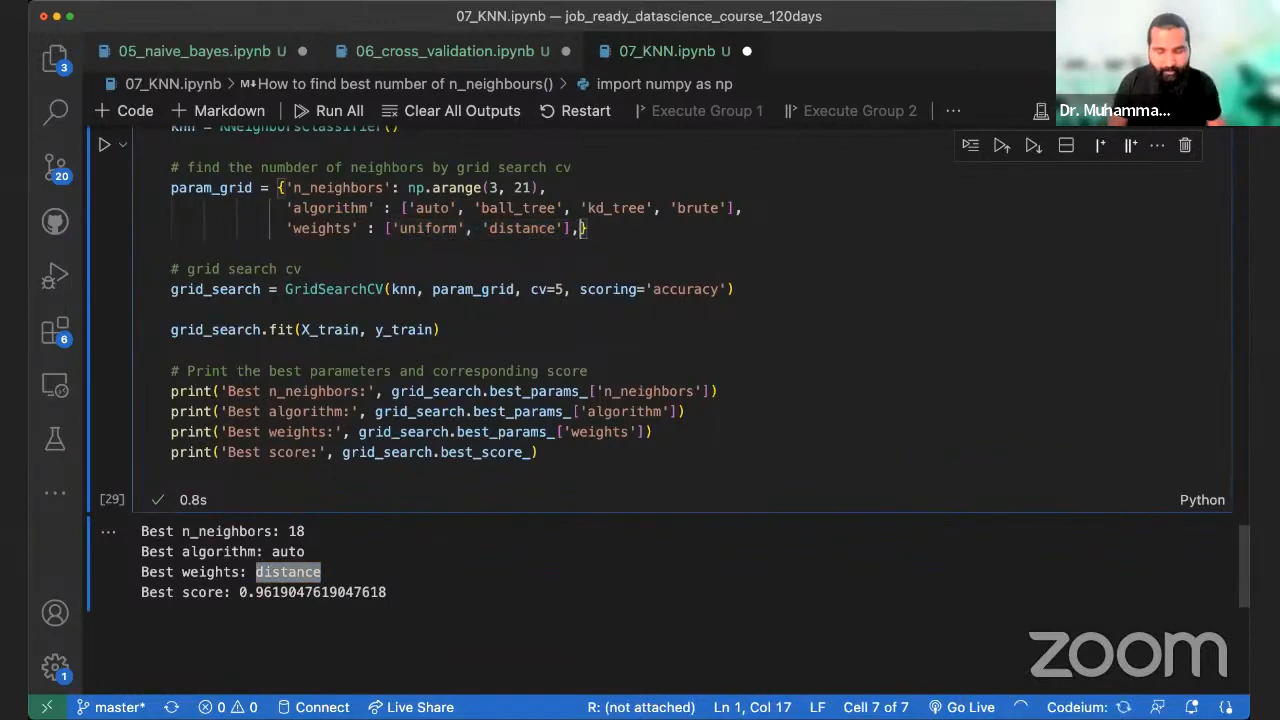 07_KNN.ipynb — job_ready_datascience_course_120days
05_naive_bayes.ipynb U
06_cross_validation.ipynb U
07_KNN.ipynb U
07_KNN.ipynb > M↓How to find best number of n_neighbours() > import numpy as np
+ Code + Markdown Run All Clear All Outputs Restart Execute Group 1 Execute Group 2 ...
Dr. Muhamma...
knn = KNeighborsClassifier()
# find the numbder of neighbors by grid search cv
param_grid = {'n_neighbors': np.arange(3, 21),
'algorithm' : ['auto', 'ball_tree', 'kd_tree', 'brute'],
'weights' : ['uniform', 'distance'],}
# grid search cv
grid_search = GridSearchCV(knn, param_grid, cv=5, scoring='accuracy')
grid_search.fit(X_train, y_train)
# Print the best parameters and corresponding score
print('Best n_neighbors:', grid_search.best_params_['n_neighbors'])
print('Best algorithm:', grid_search.best_params_['algorithm'])
print('Best weights:', grid_search.best_params_['weights'])
print('Best score:', grid_search.best_score_)
[29] ✓ 0.8s Python
Best n_neighbors: 18
Best algorithm: auto
Best weights: distance
Best score: 0.9619047619047618
3
20
6
1
zoom
master* 0 0 Connect Live Share R: (not attached) Ln 1, Col 17 LF Cell 7 of 7 Go Live Codeium: